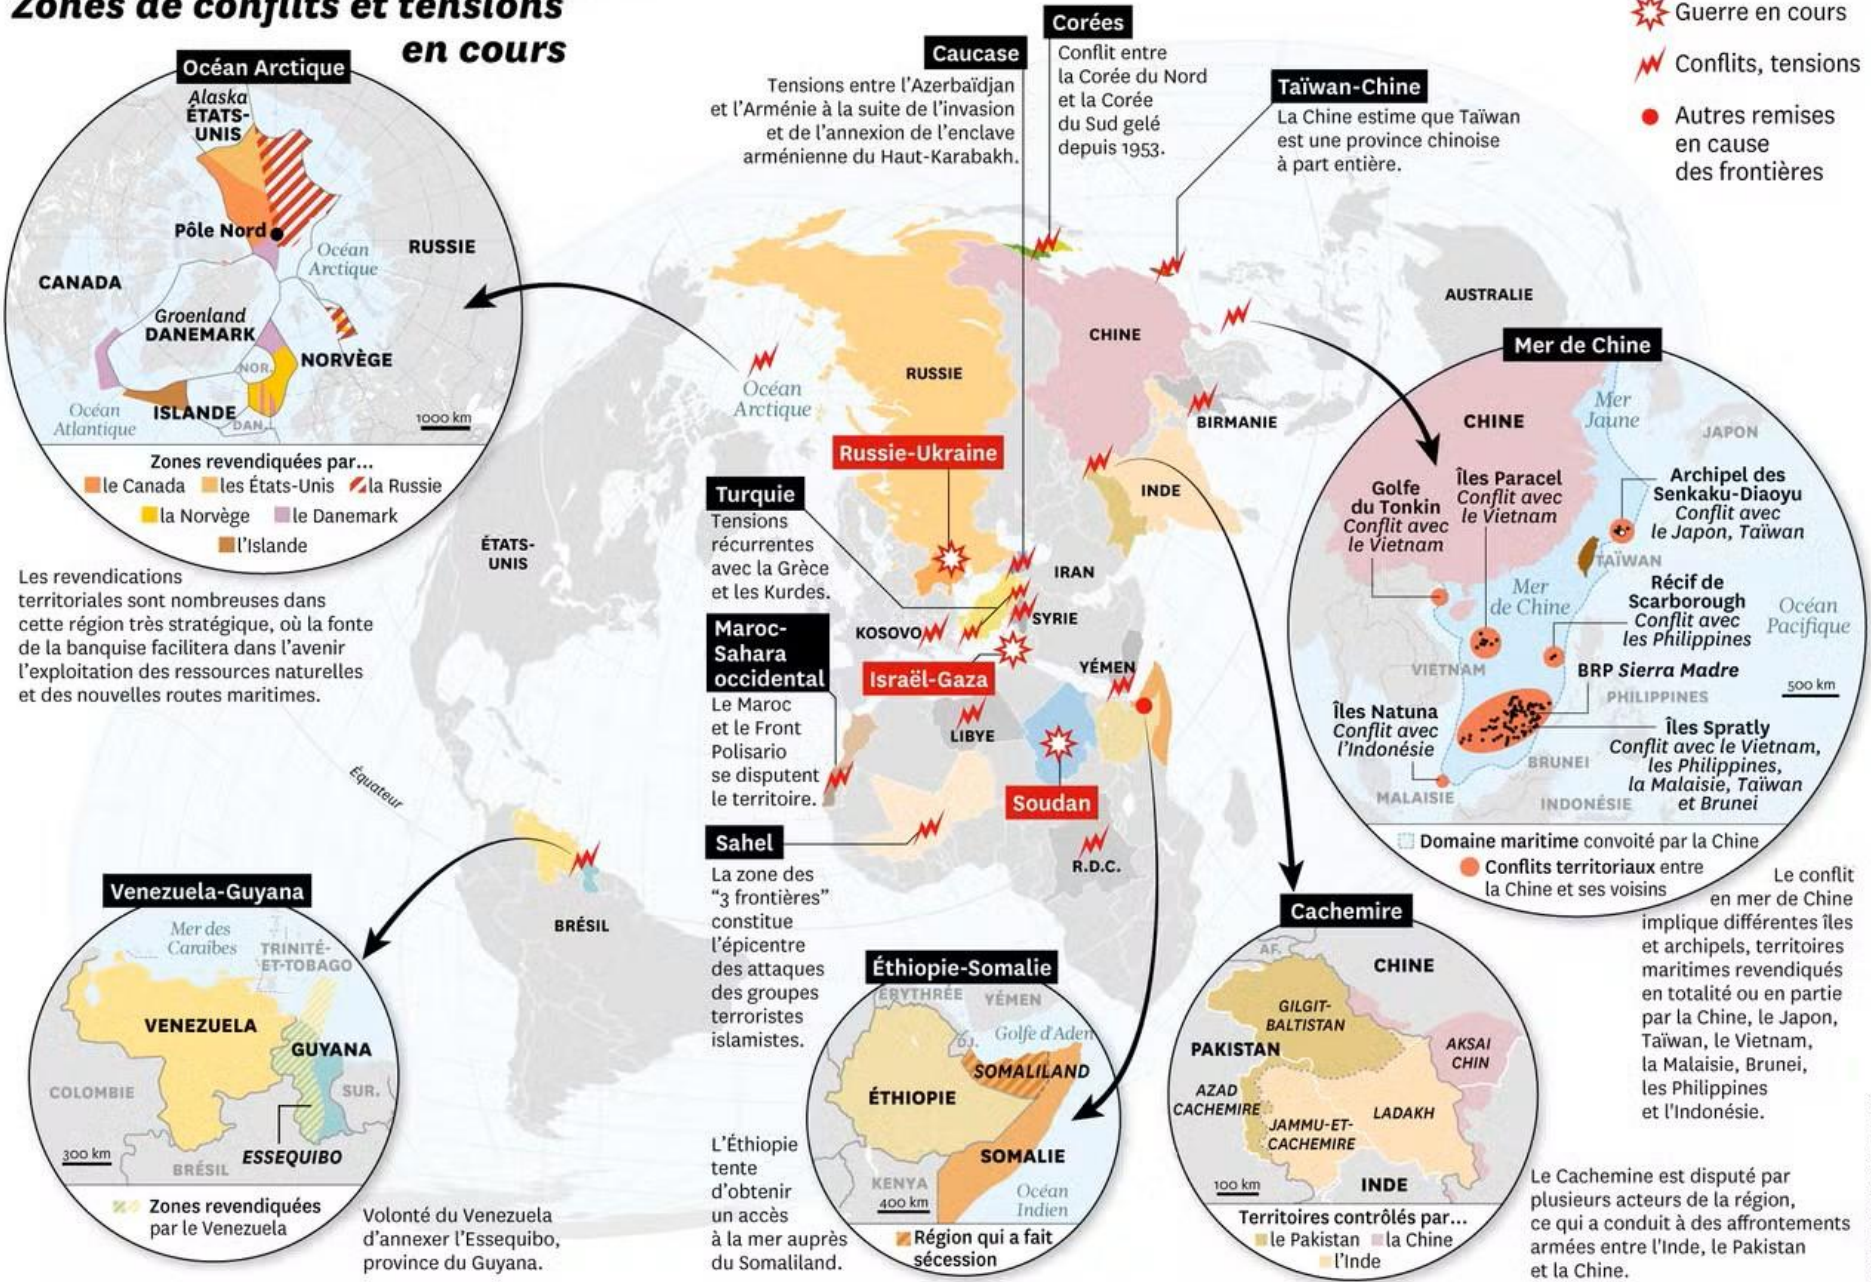 Zones de conflits et tensions
en cours
Guerre en cours
Conflits, tensions
Autres remises
en cause
des frontières
Océan Arctique
Alaska
ÉTATS-
UNIS
Pôle Nord
Océan
Arctique
RUSSIE
CANADA
Groenland
DANEMARK
NORVÈGE
NOR.
ISLANDE
DAN.
Océan
Atlantique
1000 km
Zones revendiquées par...
le Canada
les États-Unis
la Russie
la Norvège
le Danemark
l'Islande
Les revendications
territoriales sont nombreuses dans
cette région très stratégique, où la fonte
de la banquise facilitera dans l'avenir
l'exploitation des ressources naturelles
et des nouvelles routes maritimes.
Caucase
Tensions entre l'Azerbaïdjan
et l'Arménie à la suite de l'invasion
et de l'annexion de l'enclave
arménienne du Haut-Karabakh.
Corées
Conflit entre
la Corée du Nord
et la Corée
du Sud gelé
depuis 1953.
Taïwan-Chine
La Chine estime que Taïwan
est une province chinoise
à part entière.
AUSTRALIE
CHINE
RUSSIE
Océan
Arctique
BIRMANIE
INDE
ÉTATS-
UNIS
Russie-Ukraine
Turquie
Tensions
récurrentes
avec la Grèce
et les Kurdes.
IRAN
SYRIE
KOSOVO
YÉMEN
Israël-Gaza
LIBYE
Maroc-
Sahara
occidental
Le Maroc
et le Front
Polisario
se disputent
le territoire.
Soudan
R.D.C.
Équateur
BRÉSIL
Sahel
La zone des
“3 frontières”
constitue
l'épicentre
des attaques
des groupes
terroristes
islamistes.
Mer de Chine
CHINE
Mer
Jaune
JAPON
Golfe
du Tonkin
Conflit avec
le Vietnam
Îles Paracel
Conflit avec
le Vietnam
Archipel des
Senkaku-Diaoyu
Conflit avec
le Japon, Taïwan
TAÏWAN
Mer
de Chine
Récif de
Scarborough
Conflit avec
les Philippines
Océan
Pacifique
VIETNAM
BRP Sierra Madre
PHILIPPINES
500 km
Îles Natuna
Conflit avec
l'Indonésie
Îles Spratly
Conflit avec le Vietnam,
les Philippines,
la Malaisie, Taïwan
et Brunei
BRUNEI
MALAISIE
INDONÉSIE
Domaine maritime convoité par la Chine
Conflits territoriaux entre
la Chine et ses voisins
Le conflit
en mer de Chine
implique différentes îles
et archipels, territoires
maritimes revendiqués
en totalité ou en partie
par la Chine, le Japon,
Taïwan, le Vietnam,
la Malaisie, Brunei,
les Philippines
et l'Indonésie.
Venezuela-Guyana
Mer des
Caraïbes
TRINITÉ-
ET-TOBAGO
VENEZUELA
GUYANA
COLOMBIE
SUR.
ESSEQUIBO
BRÉSIL
300 km
Zones revendiquées
par le Venezuela
Volonté du Venezuela
d'annexer l'Essequibo,
province du Guyana.
Éthiopie-Somalie
ÉRYTHRÉE
YÉMEN
Golfe d'Aden
DJ.
SOMALILAND
ÉTHIOPIE
SOMALIE
KENYA
400 km
Océan
Indien
Région qui a fait
sécession
L'Éthiopie
tente
d'obtenir
un accès
à la mer auprès
du Somaliland.
Cachemire
AF.
CHINE
GILGIT-
BALTISTAN
PAKISTAN
AKSAI
CHIN
AZAD
CACHEMIRE
JAMMU-ET-
CACHEMIRE
LADAKH
100 km
INDE
Territoires contrôlés par...
le Pakistan
la Chine
l'Inde
Le Cachemine est disputé par
plusieurs acteurs de la région,
ce qui a conduit à des affrontements
armées entre l'Inde, le Pakistan
et la Chine.